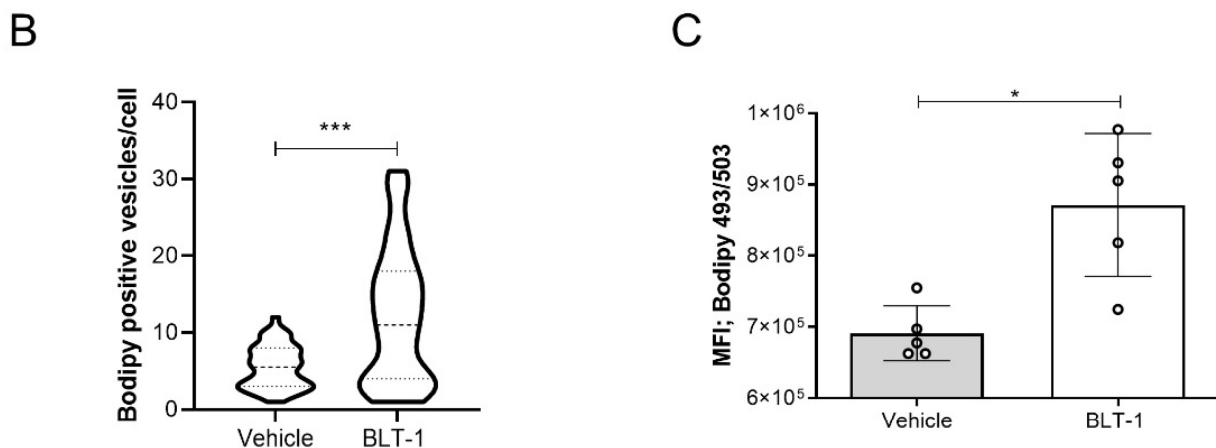 B
Bodipy positive vesicles/cell
40
30
20
10
0
***
Vehicle
BLT-1
C
MFI; Bodipy 493/503
1×10⁶
9×10⁵
8×10⁵
7×10⁵
6×10⁵
*
Vehicle
BLT-1